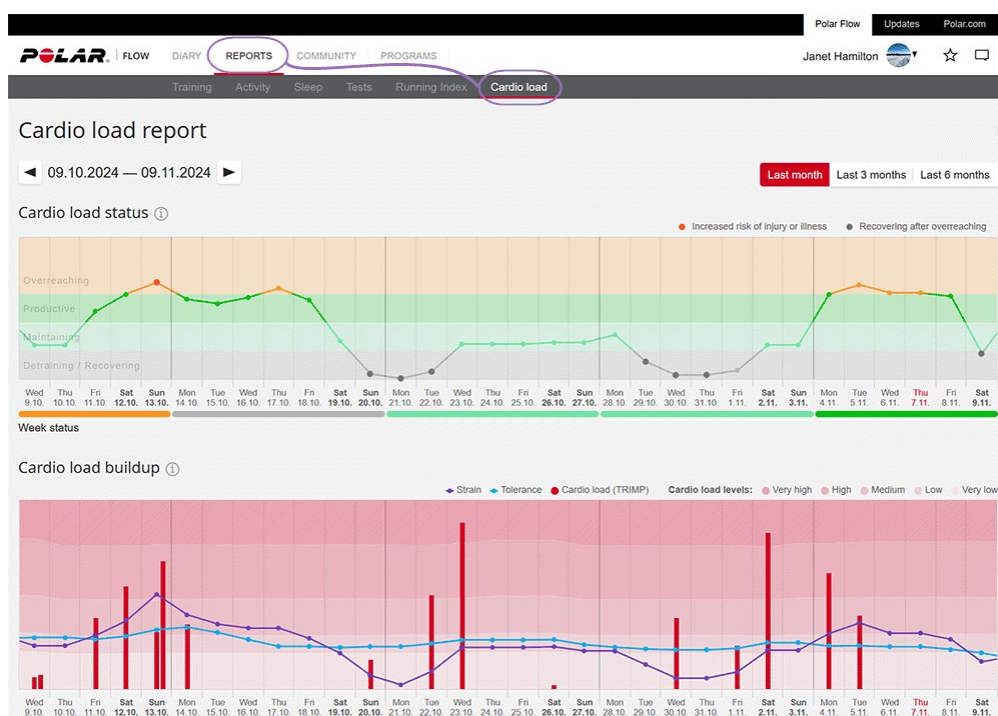 Polar Flow Updates Polar.com
POLAR. FLOW DIARY REPORTS COMMUNITY PROGRAMS Janet Hamilton
Training Activity Sleep Tests Running Index Cardio load
Cardio load report
09.10.2024 — 09.11.2024
Last month Last 3 months Last 6 months
Cardio load status
Increased risk of injury or illness Recovering after overreaching
Overreaching
Productive
Maintaining
Detraining / Recovering
Wed Thu Fri Sat Sun Mon Tue Wed Thu Fri Sat Sun Mon Tue Wed Thu Fri Sat Sun Mon Tue Wed Thu Fri Sat Sun Mon Tue Wed Thu Fri Sat
9.10. 10.10. 11.10. 12.10. 13.10. 14.10. 15.10. 16.10. 17.10. 18.10. 19.10. 20.10. 21.10. 22.10. 23.10. 24.10. 25.10. 26.10. 27.10. 28.10. 29.10. 30.10. 31.10. 1.11. 2.11. 3.11. 4.11. 5.11. 6.11. 7.11. 8.11. 9.11.
Week status
Cardio load buildup
Strain Tolerance Cardio load (TRIMP) Cardio load levels: Very high High Medium Low Very low
Wed Thu Fri Sat Sun Mon Tue Wed Thu Fri Sat Sun Mon Tue Wed Thu Fri Sat Sun Mon Tue Wed Thu Fri Sat Sun Mon Tue Wed Thu Fri Sat
9.10. 10.10. 11.10. 12.10. 13.10. 14.10. 15.10. 16.10. 17.10. 18.10. 19.10. 20.10. 21.10. 22.10. 23.10. 24.10. 25.10. 26.10. 27.10. 28.10. 29.10. 30.10. 31.10. 1.11. 2.11. 3.11. 4.11. 5.11. 6.11. 7.11. 8.11. 9.11.